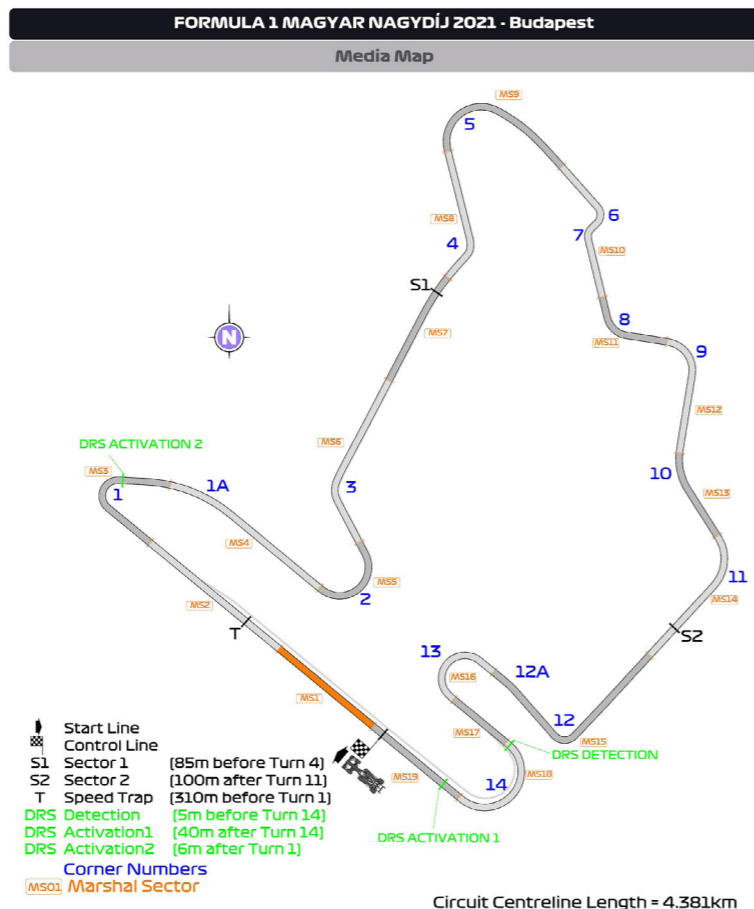 FORMULA 1 MAGYAR NAGYDÍJ 2021 - Budapest
Media Map
MS9
5
6
MS8
4
7
MS10
S1
N
8
MS7
MS11
9
MS12
MS6
DRS ACTIVATION 2
MS3
1
1A
3
10
MS13
MS4
MS5
11
2
MS14
MS2
T
S2
13
MS16
12A
MS1
12
MS17
MS15
DRS DETECTION
MS19
14
MS18
DRS ACTIVATION 1
Start Line
Control Line
S1 Sector 1 (85m before Turn 4)
S2 Sector 2 (100m after Turn 11)
T Speed Trap (310m before Turn 1)
DRS Detection (5m before Turn 14)
DRS Activation1 (40m after Turn 14)
DRS Activation2 (6m after Turn 1)
Corner Numbers
MS01 Marshal Sector
Circuit Centreline Length = 4.381km